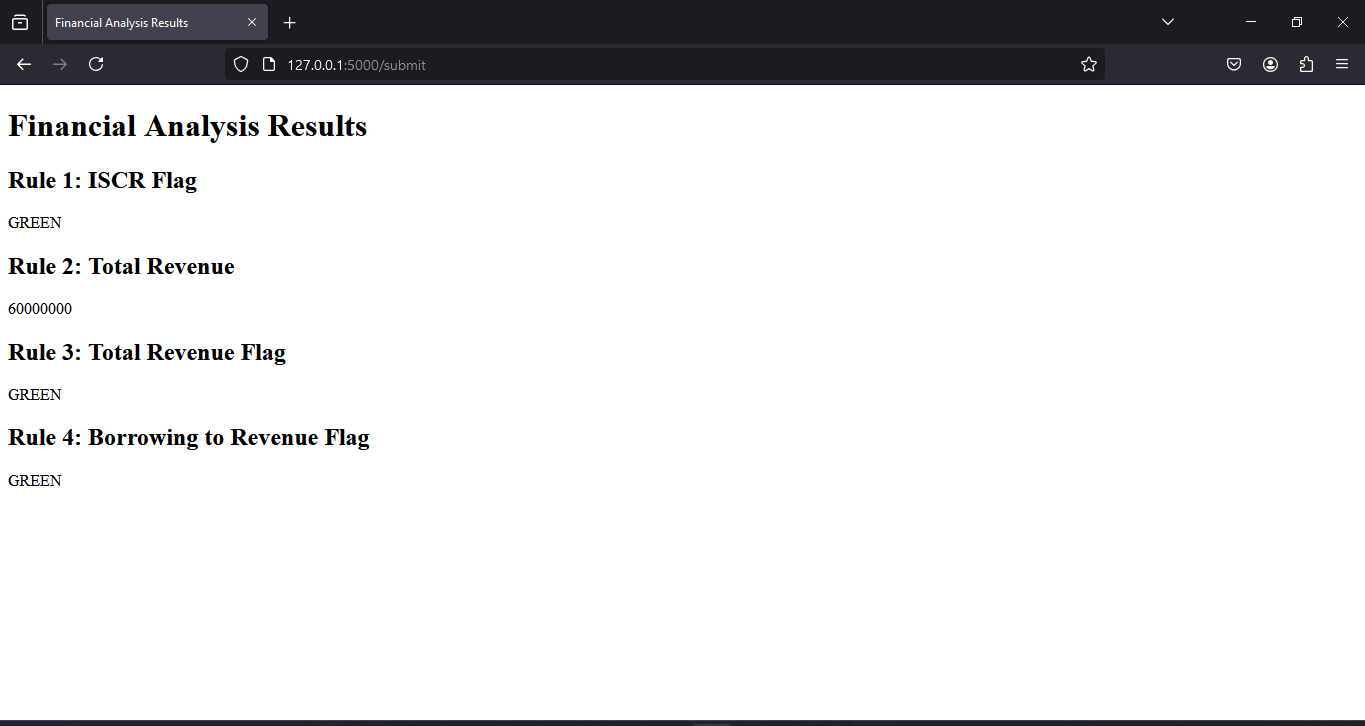 Financial Analysis Results
127.0.0.1:5000/submit
Financial Analysis Results
Rule 1: ISCR Flag
GREEN
Rule 2: Total Revenue
60000000
Rule 3: Total Revenue Flag
GREEN
Rule 4: Borrowing to Revenue Flag
GREEN